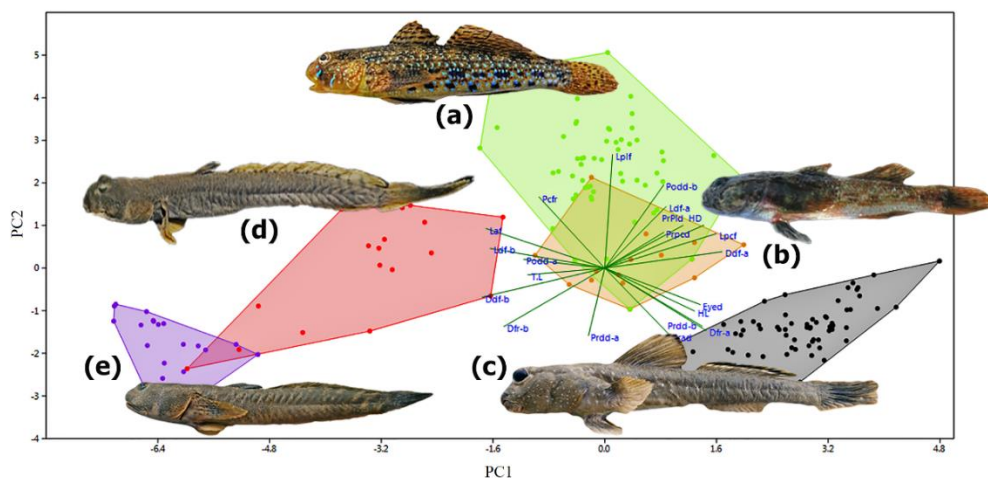 5
4
3
2
1
0
-1
-2
-3
-4
PC2
(a)
(b)
(c)
(d)
(e)
Lplf
Pcfr
Podd-b
Ldf-a
PrPld HD
Prpcd
Lpcf
Ddf-a
Laf
Ldf-b
Podd-a
T.L
Ddf-b
Dfr-b
Prdd-a
Eyed
HL
Prdd-b
Dfr-a
-6.4
-4.8
-3.2
-1.6
0.0
1.6
3.2
4.8
PC1